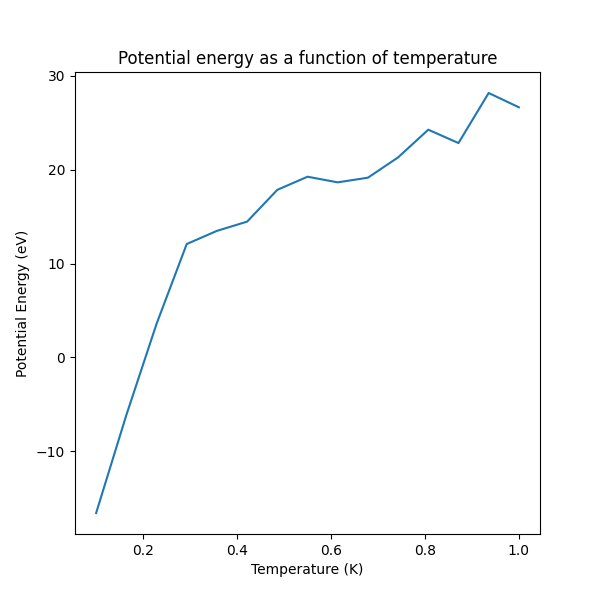 Potential energy as a function of temperature
30
20
10
0
−10
Potential Energy (eV)
0.2 0.4 0.6 0.8 1.0
Temperature (K)